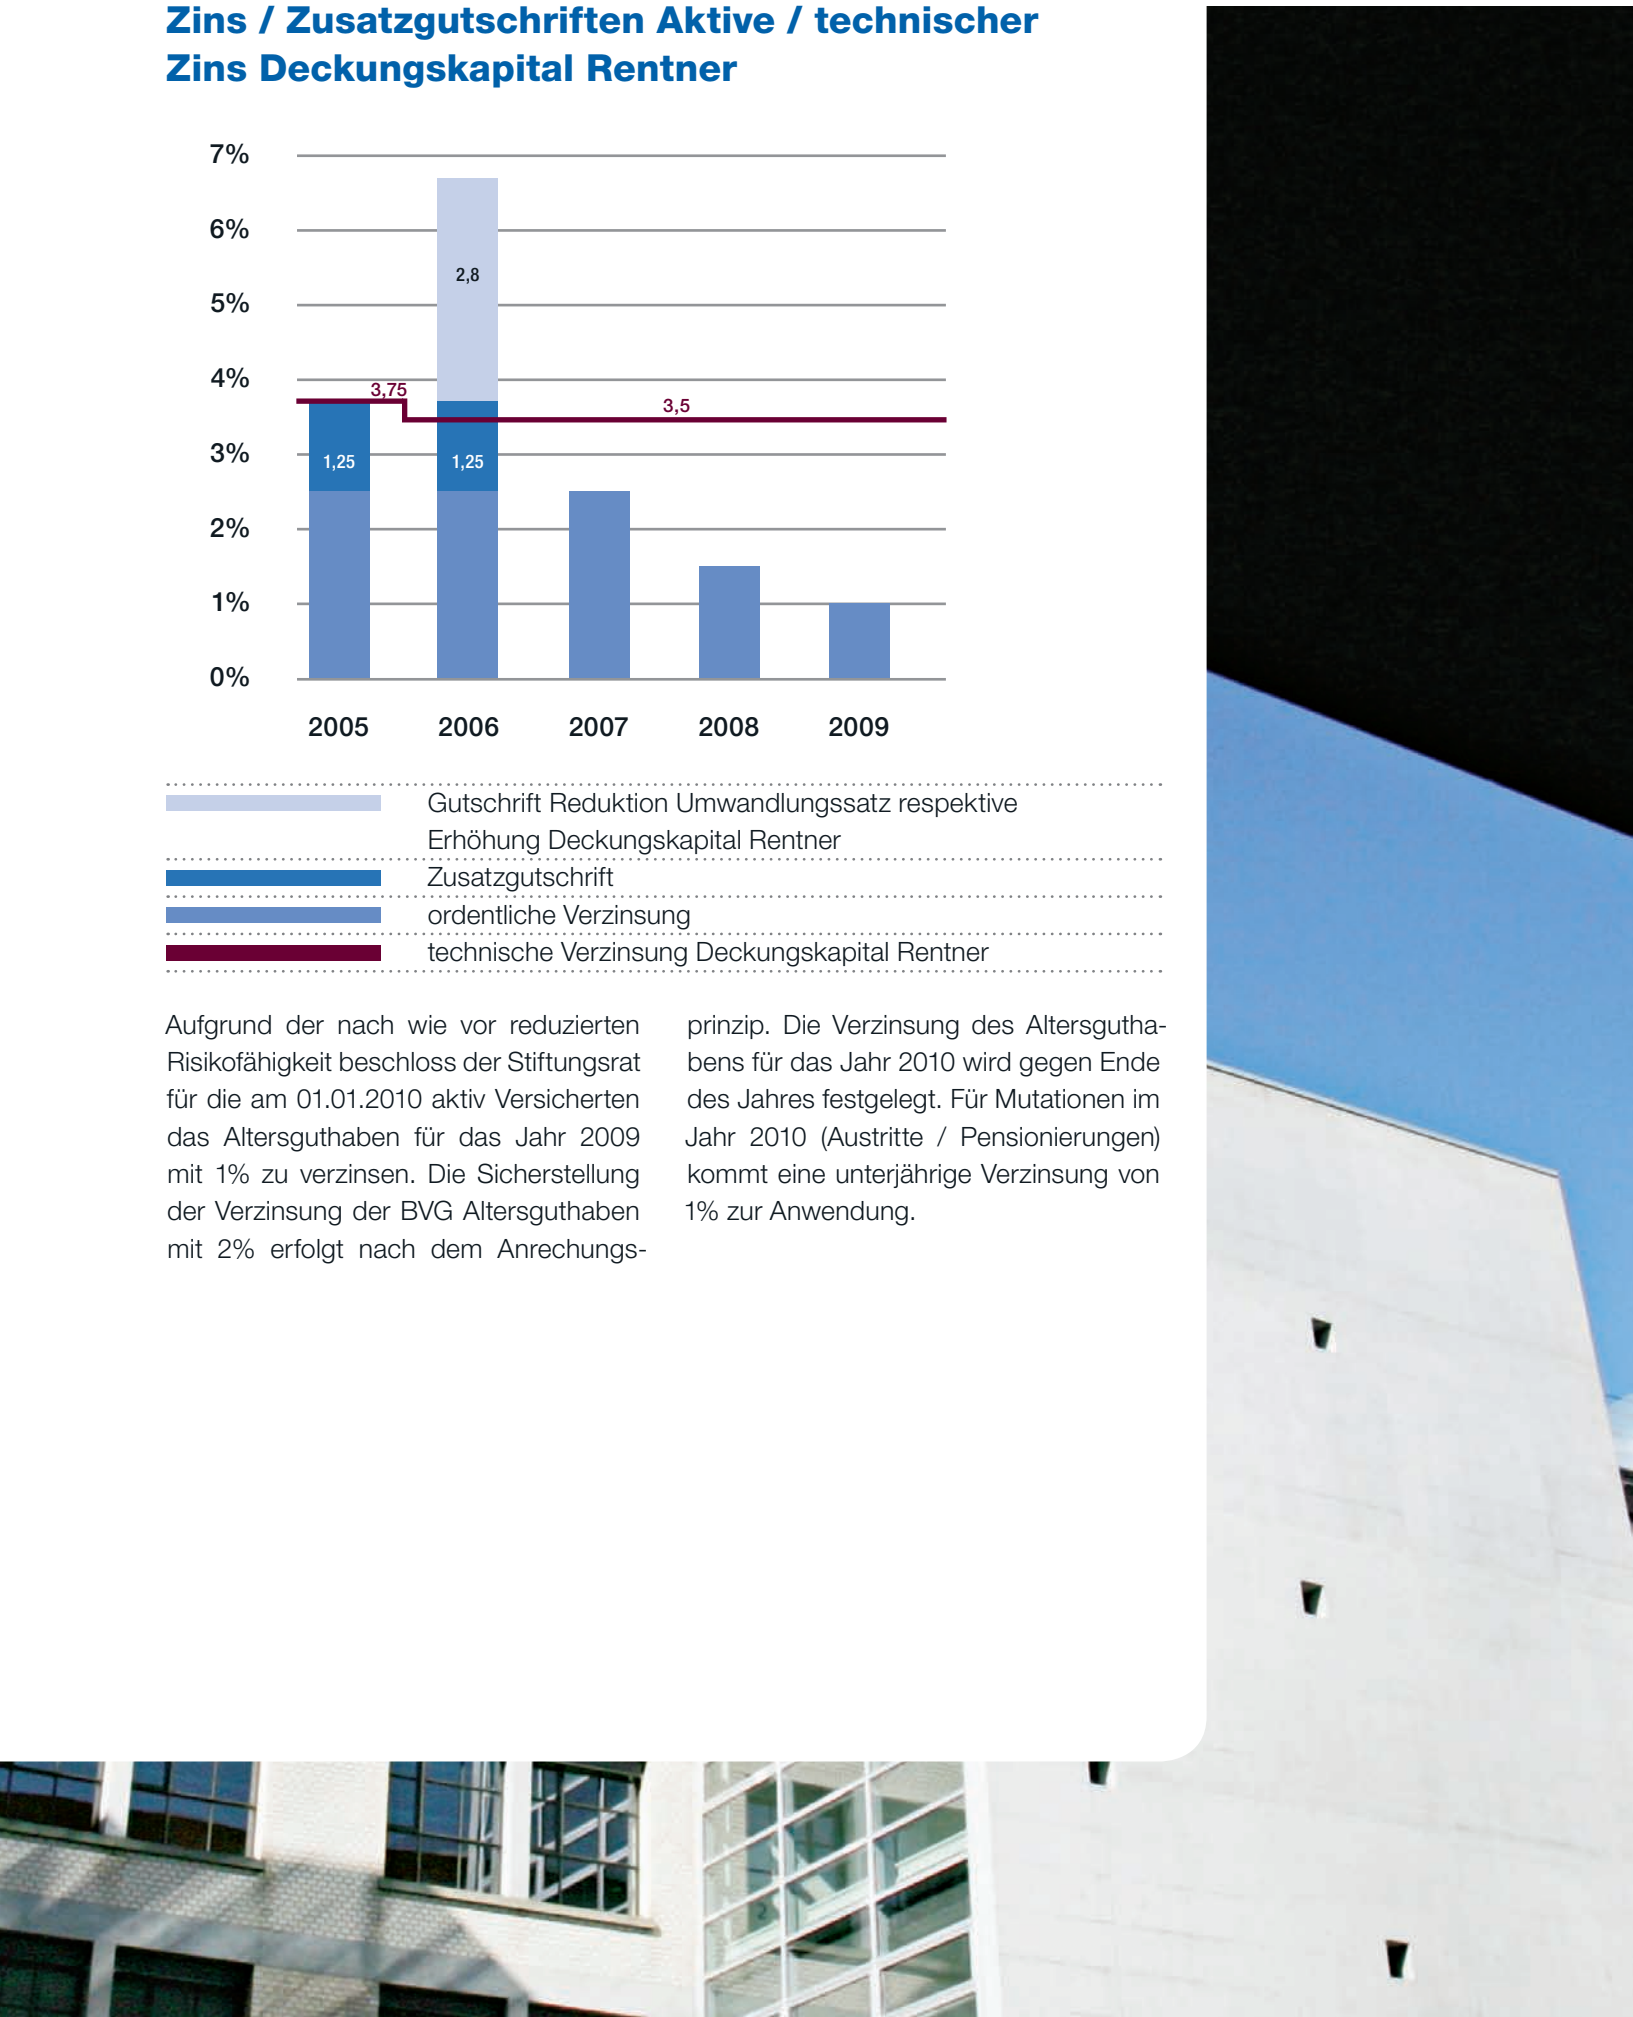 Zins / Zusatzgutschriften Aktive / technischer
Zins Deckungskapital Rentner
7%
6%
5%
4%
3%
2%
1%
0%
2,8
3,75
3,5
1,25
1,25
2005
2006
2007
2008
2009
Gutschrift Reduktion Umwandlungssatz respektive
Erhöhung Deckungskapital Rentner
Zusatzgutschrift
ordentliche Verzinsung
technische Verzinsung Deckungskapital Rentner
Aufgrund der nach wie vor reduzierten
Risikofähigkeit beschloss der Stiftungsrat
für die am 01.01.2010 aktiv Versicherten
das Altersguthaben für das Jahr 2009
mit 1% zu verzinsen. Die Sicherstellung
der Verzinsung der BVG Altersguthaben
mit 2% erfolgt nach dem Anrechungs-
prinzip. Die Verzinsung des Altersgutha-
bens für das Jahr 2010 wird gegen Ende
des Jahres festgelegt. Für Mutationen im
Jahr 2010 (Austritte / Pensionierungen)
kommt eine unterjährige Verzinsung von
1% zur Anwendung.